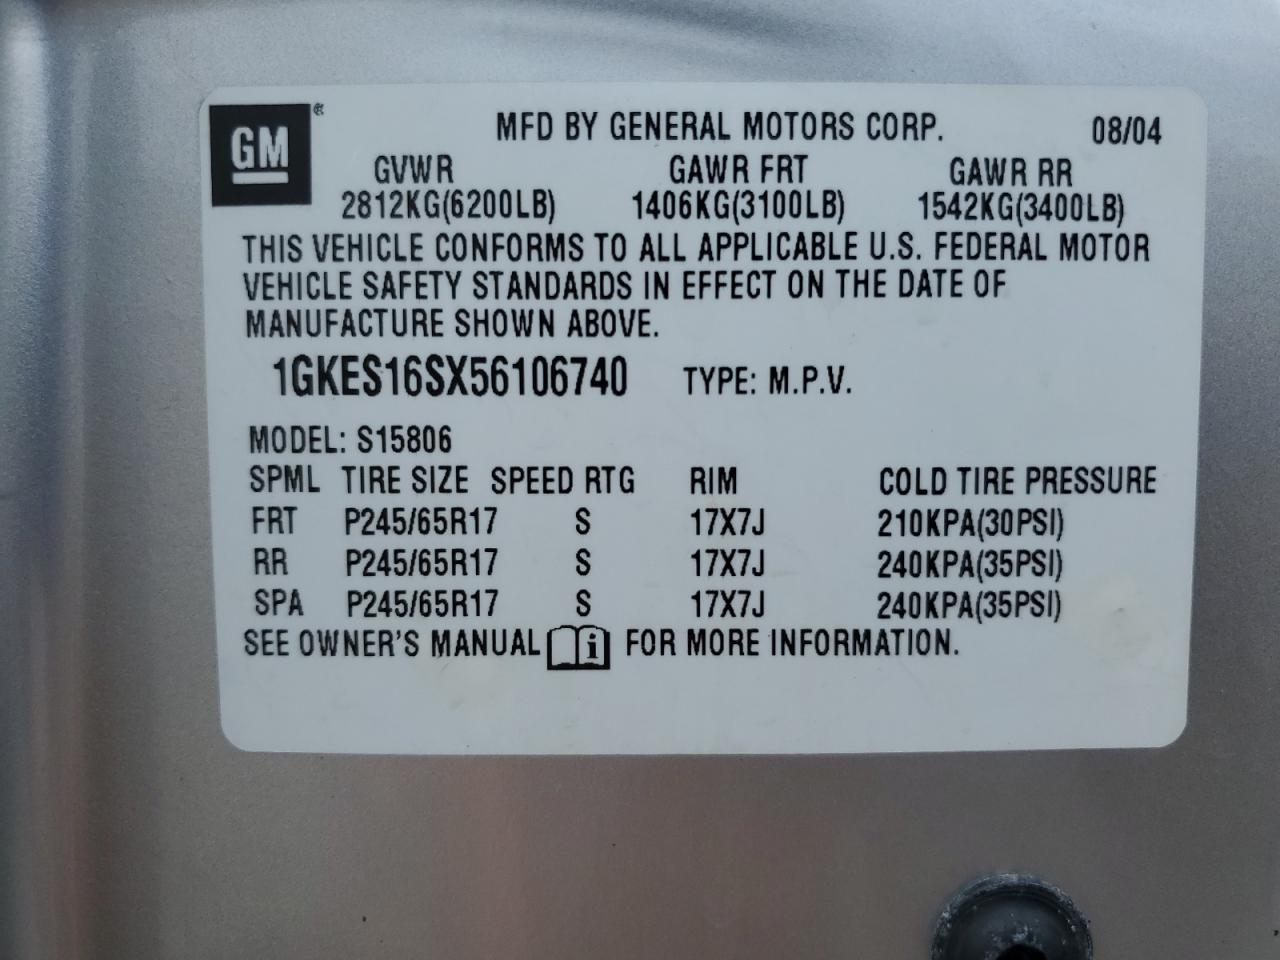 GM ®
MFD BY GENERAL MOTORS CORP. 08/04
GVWR GAWR FRT GAWR RR
2812KG(6200LB) 1406KG(3100LB) 1542KG(3400LB)
THIS VEHICLE CONFORMS TO ALL APPLICABLE U.S. FEDERAL MOTOR
VEHICLE SAFETY STANDARDS IN EFFECT ON THE DATE OF
MANUFACTURE SHOWN ABOVE.
1GKES16SX56106740 TYPE: M.P.V.
MODEL: S15806
SPML TIRE SIZE SPEED RTG RIM COLD TIRE PRESSURE
FRT P245/65R17 S 17X7J 210KPA(30PSI)
RR P245/65R17 S 17X7J 240KPA(35PSI)
SPA P245/65R17 S 17X7J 240KPA(35PSI)
SEE OWNER'S MANUAL i FOR MORE INFORMATION.